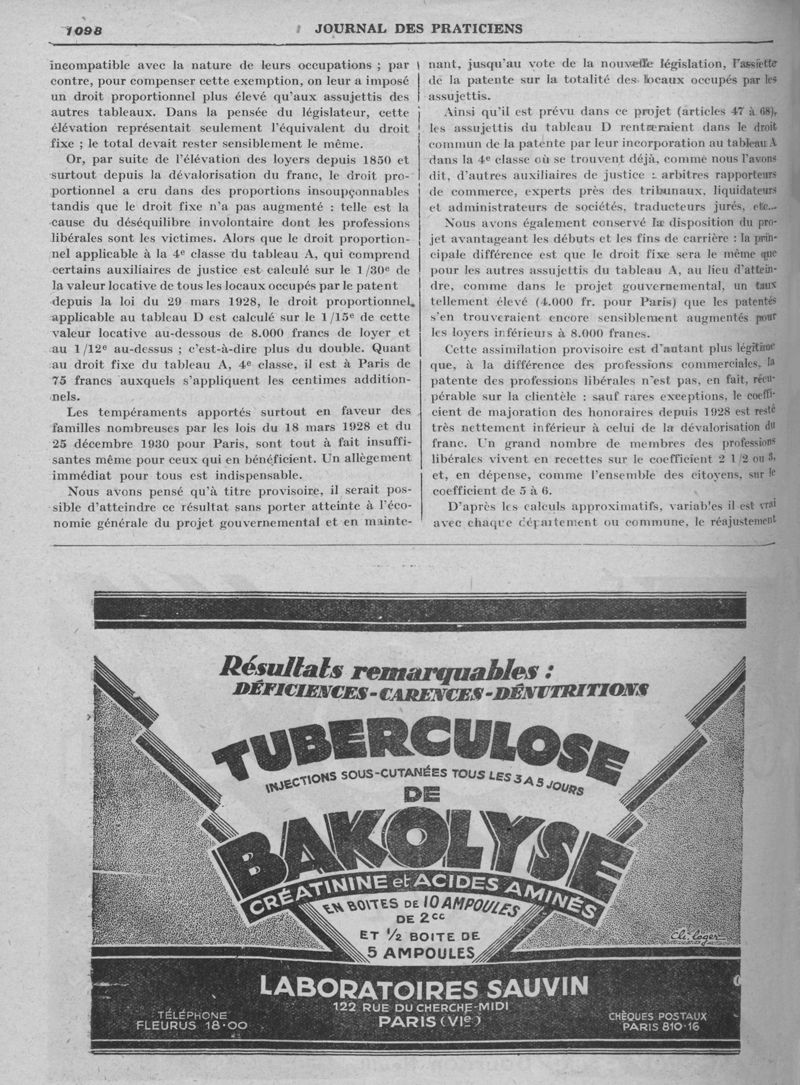 1098
JOURNAL DES PRATICIENS
incompatible avec la nature de leurs occupations ; par
contre, pour compenser cette exemption, on leur a imposé
un droit proportionnel plus élevé qu'aux assujettis des
autres tableaux. Dans la pensée du législateur, cette
élévation représentait seulement l'équivalent du droit
fixe ; le total devait rester sensiblement le même.
Or, par suite de l'élévation des loyers depuis 1850 et
surtout depuis la dévalorisation du franc, le droit pro-
portionnel a cru dans des proportions insoupçonnables
tandis que le droit fixe n'a pas augmenté : telle est la
cause du déséquilibre involontaire dont les professions
libérales sont les victimes. Alors que le droit proportion-
nel applicable à la 4e classe du tableau A, qui comprend
certains auxiliaires de justice est calculé sur le 1/30e de
la valeur locative de tous les locaux occupés par le patent
depuis la loi du 29 mars 1928, le droit proportionnel
applicable au tableau D est calculé sur le 1/15e de cette
valeur locative au-dessous de 8.000 francs de loyer et
au 1/12e au-dessus ; c'est-à-dire plus du double. Quant
au droit fixe du tableau A, 4e classe, il est à Paris de
75 francs auxquels s'appliquent les centimes addition-
nels.
Les tempéraments apportés surtout en faveur des
familles nombreuses par les lois du 18 mars 1928 et du
25 décembre 1930 pour Paris, sont tout à fait insuffi-
santes même pour ceux qui en bénéficient. Un allègement
immédiat pour tous est indispensable.
Nous avons pensé qu'à titre provisoire, il serait pos-
sible d'atteindre ce résultat sans porter atteinte à l'éco-
nomie générale du projet gouvernemental et en mainte-
nant, jusqu'au vote de la nouvelle législation, l'assiette
de la patente sur la totalité des locaux occupés par les
assujettis.
Ainsi qu'il est prévu dans ce projet (articles 47 à 68),
les assujettis du tableau D rentreraient dans le droit
commun de la patente par leur incorporation au tableau A
dans la 4e classe où se trouvent déjà, comme nous l'avons
dit, d'autres auxiliaires de justice : arbitres rapporteurs
de commerce, experts près des tribunaux, liquidateurs
et administrateurs de sociétés, traducteurs jurés, etc...
Nous avons également conservé la disposition du pro-
jet avantageant les débuts et les fins de carrière : la prin-
cipale différence est que le droit fixe sera le même que
pour les autres assujettis du tableau A, au lieu d'attein-
dre, comme dans le projet gouvernemental, un taux
tellement élevé (4.000 fr. pour Paris) que les patentés
s'en trouveraient encore sensiblement augmentés pour
les loyers inférieurs à 8.000 francs.
Cette assimilation provisoire est d'autant plus légitime
que, à la différence des professions commerciales, la
patente des professions libérales n'est pas, en fait, récu-
pérable sur la clientèle : sauf rares exceptions, le coeffi-
cient de majoration des honoraires depuis 1928 est resté
très nettement inférieur à celui de la dévalorisation du
franc. Un grand nombre de membres des professions
libérales vivent en recettes sur le coefficient 2 1/2 ou 3,
et, en dépense, comme l'ensemble des citoyens, sur le
coefficient de 5 à 6.
D'après les calculs approximatifs, variables il est vrai
avec chaque département ou commune, le réajustement
Résultats remarquables :
DÉFICIENCES-CARENCES-DÉNUTRITIONS
TUBERCULOSE
INJECTIONS SOUS-CUTANÉES TOUS LES 3 A 5 JOURS
DE
BAKOLYSE
CRÉATININE et ACIDES AMINÉS
EN BOITES DE 10 AMPOULES
DE 2cc
ET 1/2 BOITE DE
5 AMPOULES
Ch. Loger
LABORATOIRES SAUVIN
122 RUE DU CHERCHE-MIDI
PARIS (VIe)
TÉLÉPHONE
FLEURUS 18·00
CHÈQUES POSTAUX
PARIS 810·16